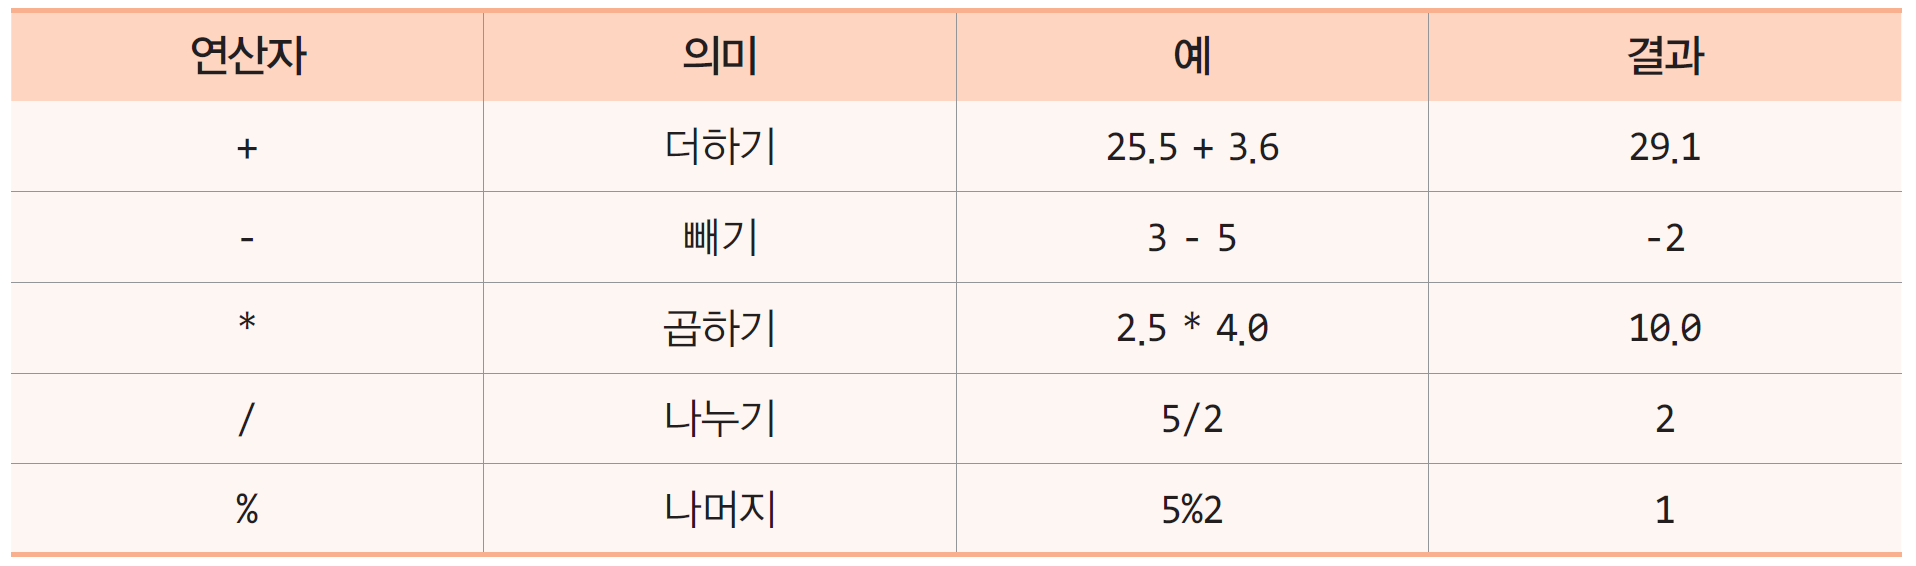 연산자 의미 예 결과
+ 더하기 25.5 + 3.6 29.1
- 빼기 3 - 5 -2
* 곱하기 2.5 * 4.0 10.0
/ 나누기 5/2 2
% 나머지 5%2 1